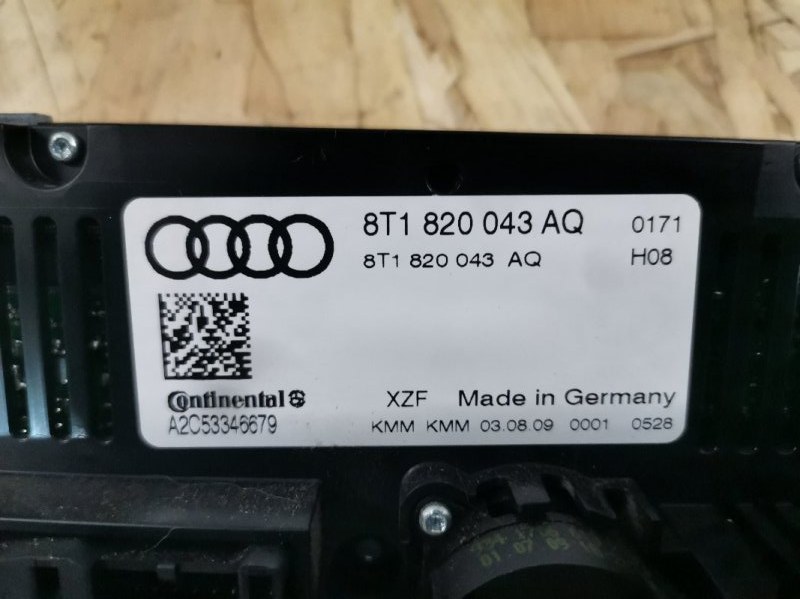 8T1 820 043 AQ 0171
8T1 820 043 AQ H08
Continental
A2C53346679
XZF Made in Germany
KMM KMM 03.08.09 0001 0528